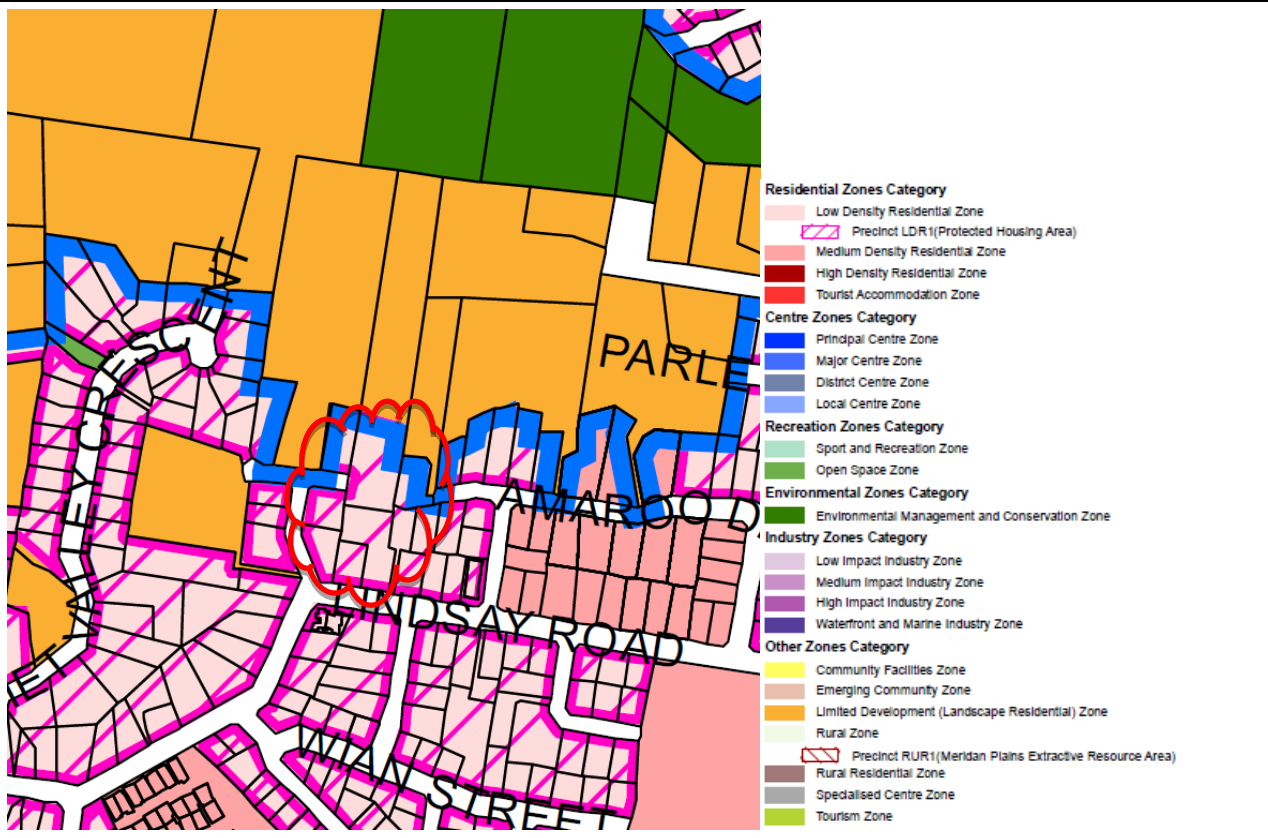 WALLEY CRESCENT
PARLE
AMAROO D
LINDSAY ROAD
ET
WIAN STREET
Residential Zones Category
Low Density Residential Zone
Precinct LDR1(Protected Housing Area)
Medium Density Residential Zone
High Density Residential Zone
Tourist Accommodation Zone
Centre Zones Category
Principal Centre Zone
Major Centre Zone
District Centre Zone
Local Centre Zone
Recreation Zones Category
Sport and Recreation Zone
Open Space Zone
Environmental Zones Category
Environmental Management and Conservation Zone
Industry Zones Category
Low Impact Industry Zone
Medium Impact Industry Zone
High Impact Industry Zone
Waterfront and Marine Industry Zone
Other Zones Category
Community Facilities Zone
Emerging Community Zone
Limited Development (Landscape Residential) Zone
Rural Zone
Precinct RUR1(Meridan Plains Extractive Resource Area)
Rural Residential Zone
Specialised Centre Zone
Tourism Zone